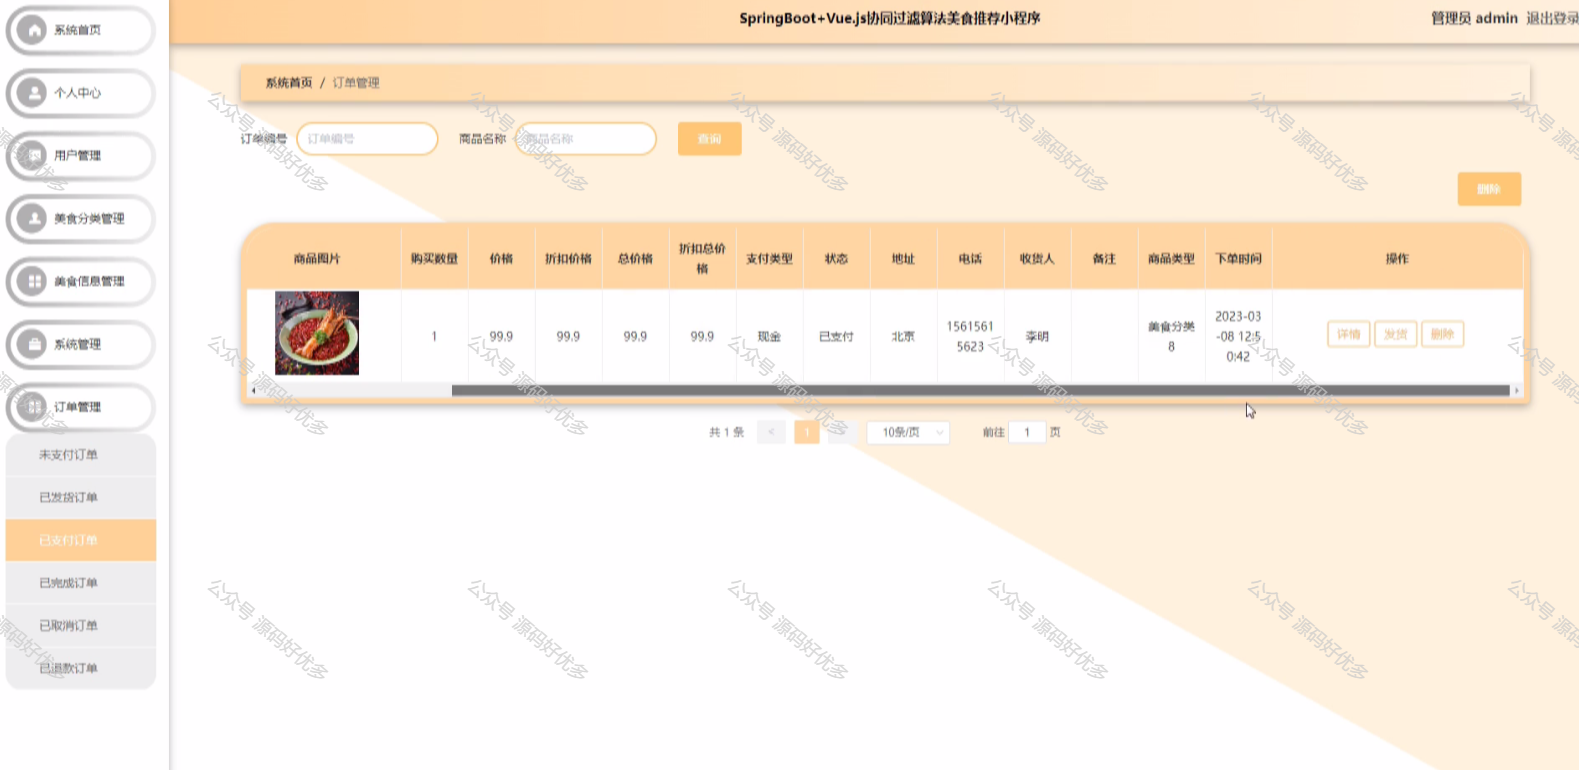 SpringBoot+Vue.js协同过滤算法美食推荐小程序
管理员 admin 退出登录
系统首页
个人中心
用户管理
美食分类管理
美食信息管理
系统管理
订单管理
未支付订单
已发货订单
已支付订单
已完成订单
已取消订单
已退款订单
系统首页 / 订单管理
订单编号 订单编号 商品名称 商品名称 查询
删除
商品图片 购买数量 价格 折扣价格 总价格 折扣总价格 支付类型 状态 地址 电话 收货人 备注 商品类型 下单时间 操作
1 99.9 99.9 99.9 99.9 现金 已支付 北京 1561561 李明 美食分类 2023-03 详情 发货 删除
5623 8 -08 12:5
0:42
共 1 条 < 1 10条/页 前往 1 页
公众号 源码好优多